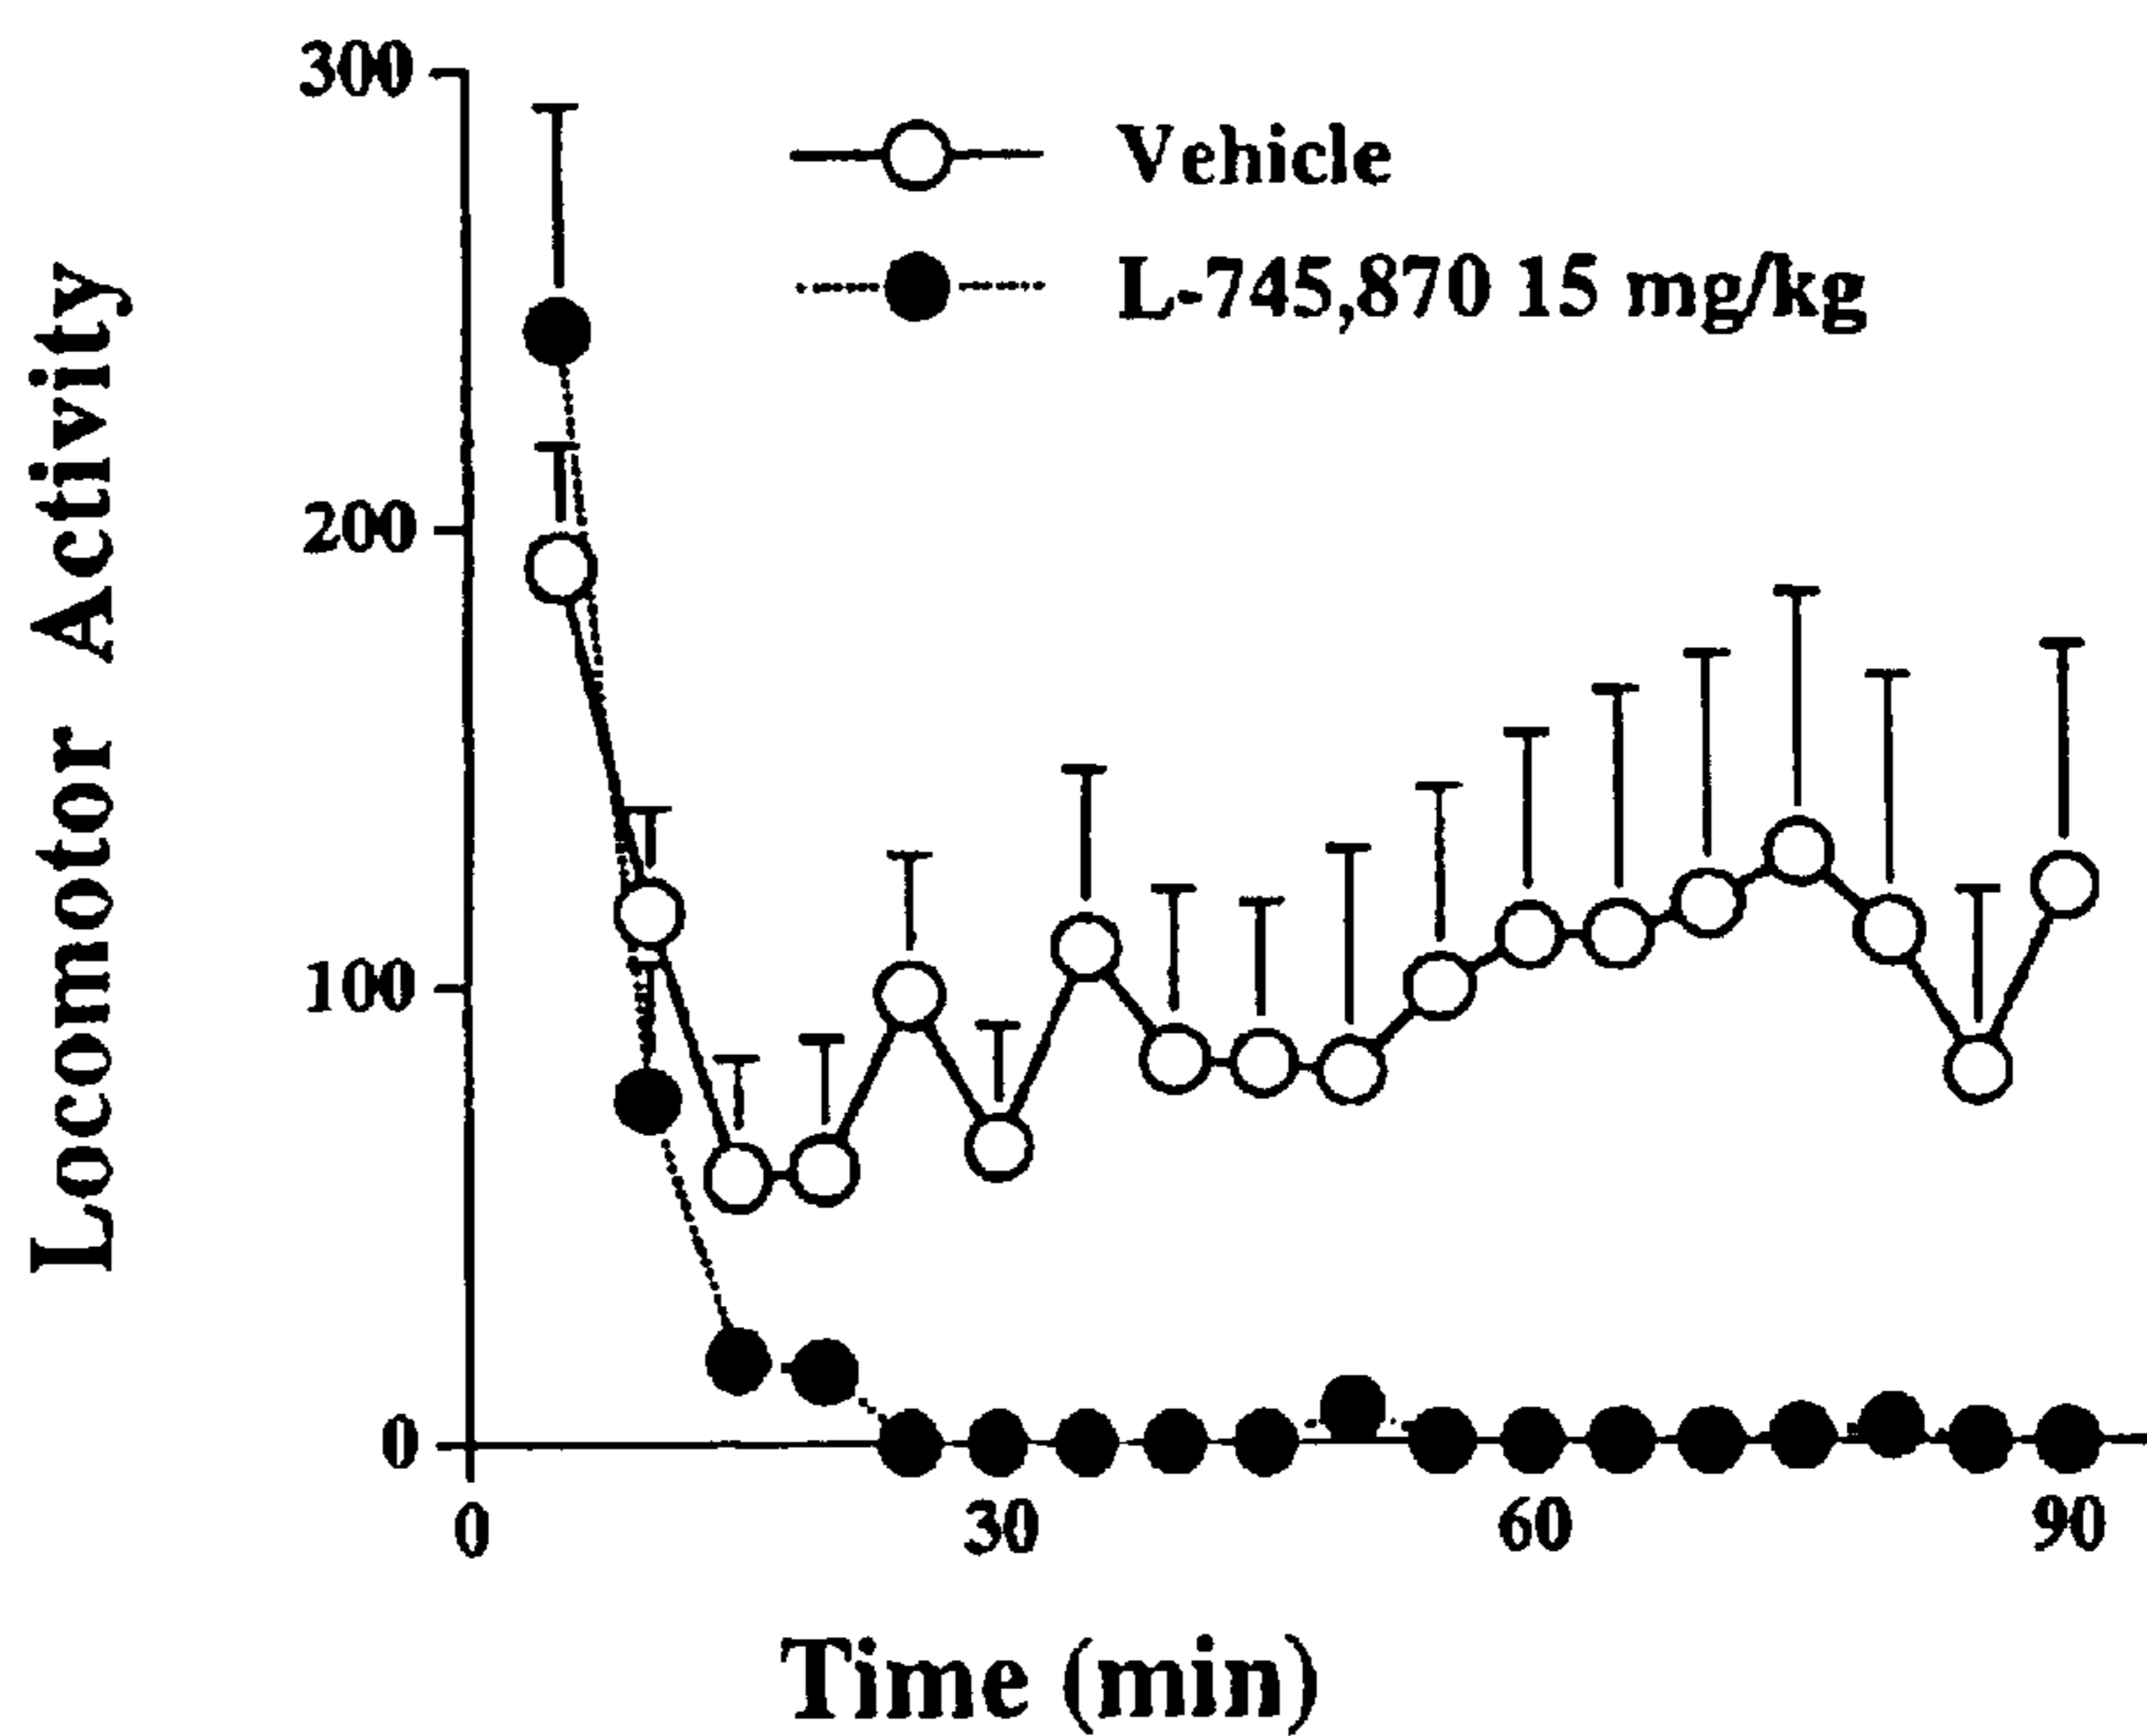 300
Vehicle
L-745,870 15 mg/kg
200
100
0
Locomotor Activity
0 30 60 90
Time (min)